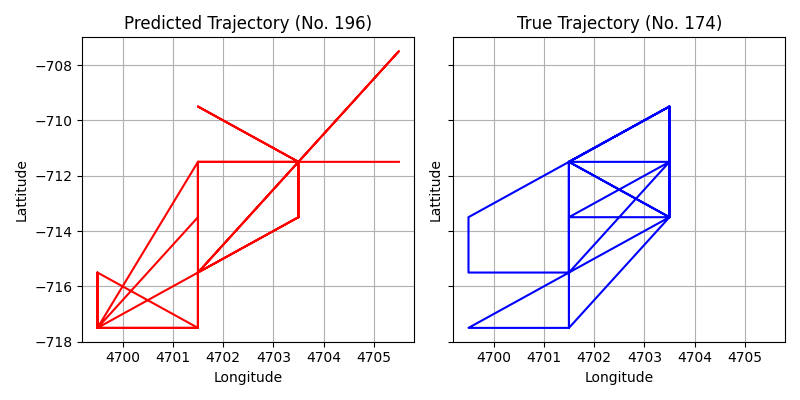 Predicted Trajectory (No. 196)
True Trajectory (No. 174)
−708
−710
−712
−714
−716
−718
Lattitude
Lattitude
4700 4701 4702 4703 4704 4705
4700 4701 4702 4703 4704 4705
Longitude
Longitude